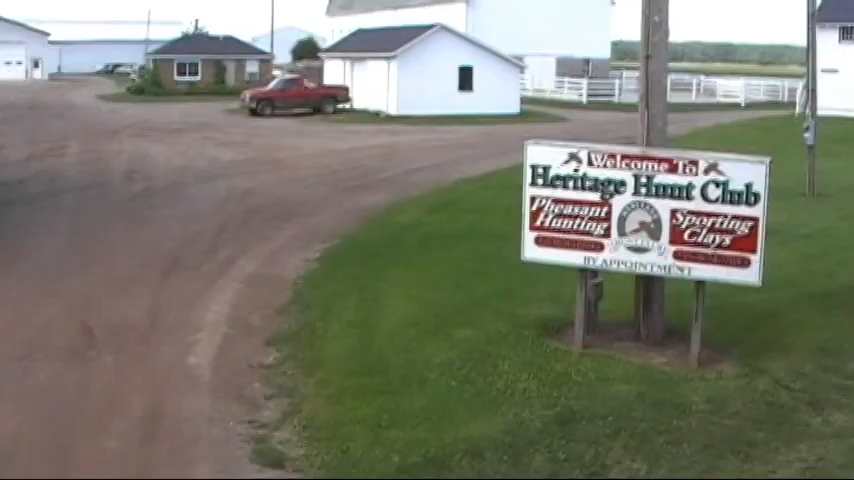 Welcome To
Heritage Hunt Club
Pheasant
Hunting
Sporting
Clays
BY APPOINTMENT